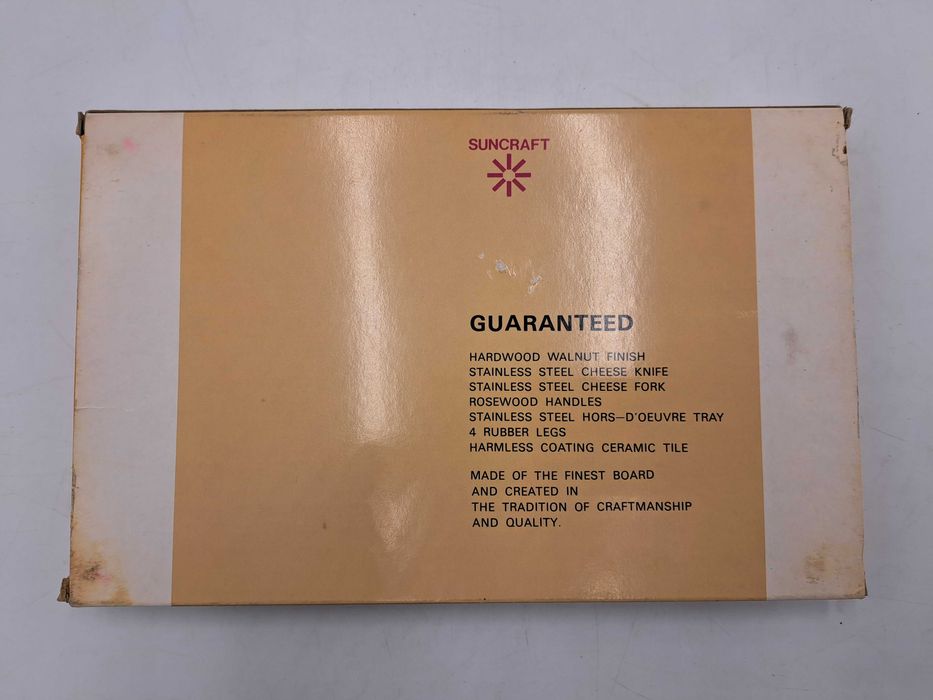 SUNCRAFT
GUARANTEED
HARDWOOD WALNUT FINISH
STAINLESS STEEL CHEESE KNIFE
STAINLESS STEEL CHEESE FORK
ROSEWOOD HANDLES
STAINLESS STEEL HORS–D'OEUVRE TRAY
4 RUBBER LEGS
HARMLESS COATING CERAMIC TILE
MADE OF THE FINEST BOARD
AND CREATED IN
THE TRADITION OF CRAFTMANSHIP
AND QUALITY.